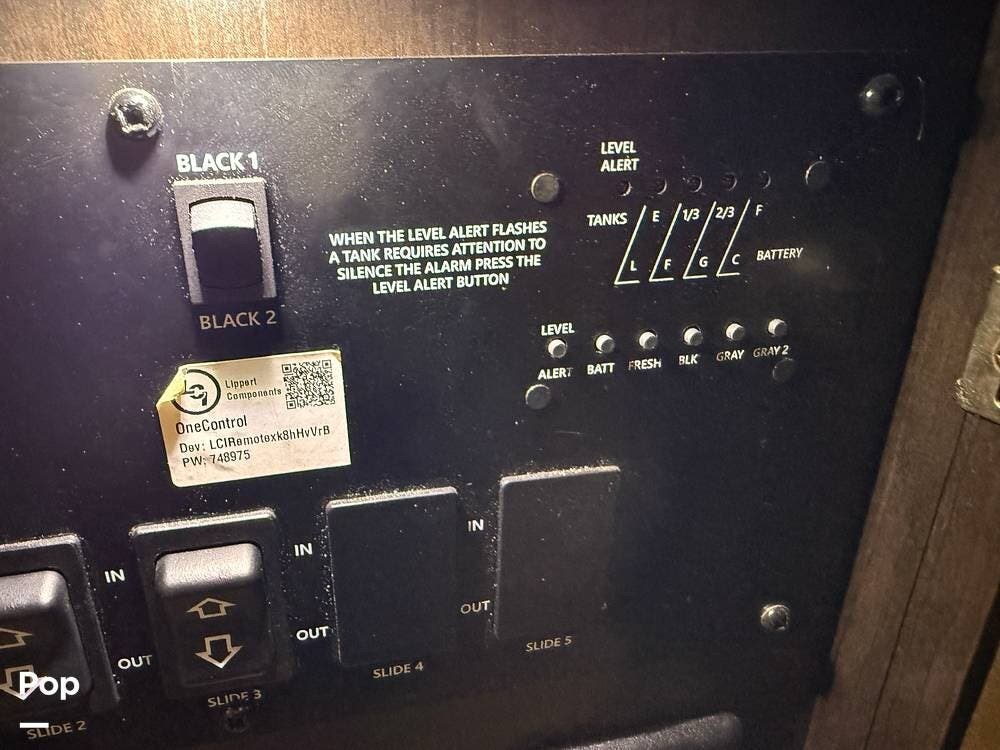 BLACK 1
BLACK 2
WHEN THE LEVEL ALERT FLASHES
A TANK REQUIRES ATTENTION TO
SILENCE THE ALARM PRESS THE
LEVEL ALERT BUTTON
LEVEL
ALERT
TANKS E 1/3 2/3 F
L F G C BATTERY
LEVEL
ALERT BATT FRESH BLK GRAY GRAY 2
Lippert
Components
OneControl
Dev: LCIRemotexk8hHvVrB
PW: 748975
IN
OUT
SLIDE 2
IN
OUT
SLIDE 3
IN
OUT
SLIDE 4
SLIDE 5
Pop